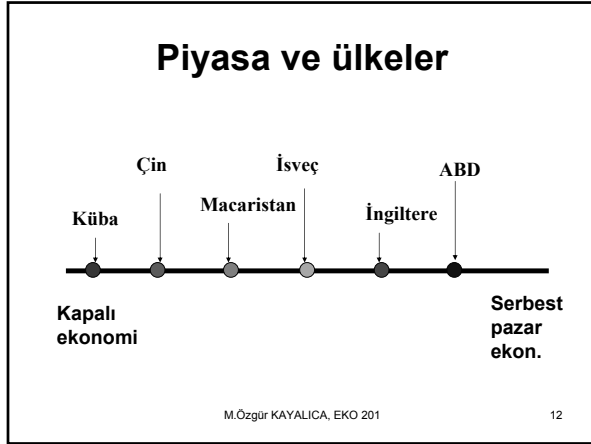 Piyasa ve ülkeler
Çin
İsveç
ABD
Küba
Macaristan
İngiltere
Kapalı
ekonomi
Serbest
pazar
ekon.
M.Özgür KAYALICA, EKO 201
12